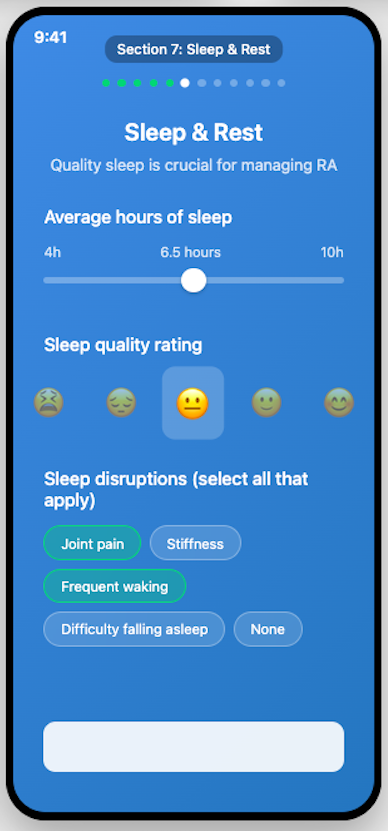 9:41
Section 7: Sleep & Rest
Sleep & Rest
Quality sleep is crucial for managing RA
Average hours of sleep
4h 6.5 hours 10h
Sleep quality rating
Sleep disruptions (select all that
apply)
Joint pain Stiffness
Frequent waking
Difficulty falling asleep None